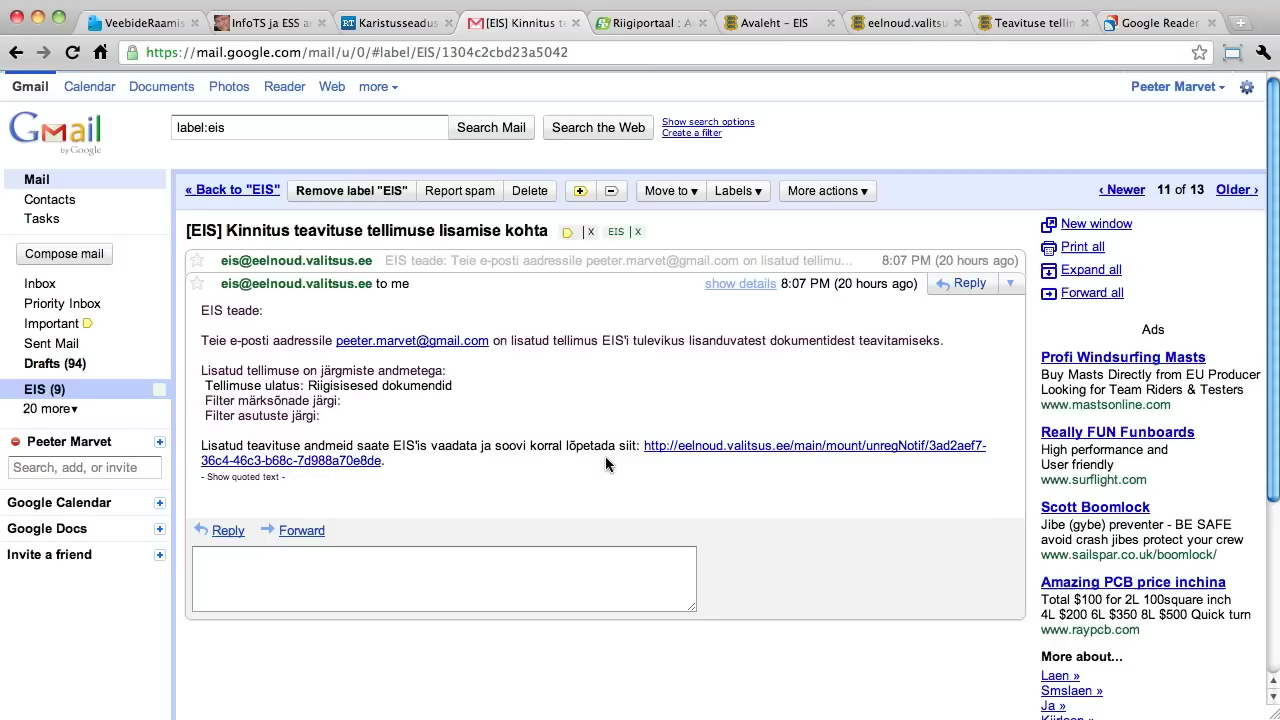 VeebideRaamis
InfoTS ja ESS a
Karistusseadus
[EIS] Kinnitus te
Riigiportaal : A
Avaleht - EIS
eelnoud.valitsu
Teavituse tellin
Google Reader
https://mail.google.com/mail/u/0/#label/EIS/1304c2cbd23a5042
Gmail Calendar Documents Photos Reader Web more
Peeter Marvet
Gmail
by Google
label:eis
Search Mail
Search the Web
Show search options
Create a filter
Mail
Contacts
Tasks
Compose mail
Inbox
Priority Inbox
Important
Sent Mail
Drafts (94)
EIS (9)
20 more▾
Peeter Marvet
Search, add, or invite
Google Calendar
Google Docs
Invite a friend
« Back to "EIS" Remove label "EIS" Report spam Delete Move to ▾ Labels ▾ More actions ▾ ‹ Newer 11 of 13 Older ›
[EIS] Kinnitus teavituse tellimuse lisamise kohta | X EIS | X
eis@eelnoud.valitsus.ee EIS teade: Teie e-posti aadressile peeter.marvet@gmail.com on lisatud tellimu... 8:07 PM (20 hours ago)
eis@eelnoud.valitsus.ee to me show details 8:07 PM (20 hours ago) Reply
EIS teade:
Teie e-posti aadressile peeter.marvet@gmail.com on lisatud tellimus EIS'i tulevikus lisanduvatest dokumentidest teavitamiseks.
Lisatud tellimuse on järgmiste andmetega:
Tellimuse ulatus: Riigisisesed dokumendid
Filter märksõnade järgi:
Filter asutuste järgi:
Lisatud teavituse andmeid saate EIS'is vaadata ja soovi korral lõpetada siit: http://eelnoud.valitsus.ee/main/mount/unregNotif/3ad2aef7-
36c4-46c3-b68c-7d988a70e8de.
- Show quoted text -
Reply Forward
New window
Print all
Expand all
Forward all
Ads
Profi Windsurfing Masts
Buy Masts Directly from EU Producer
Looking for Team Riders & Testers
www.mastsonline.com
Really FUN Funboards
High performance and
User friendly
www.surflight.com
Scott Boomlock
Jibe (gybe) preventer - BE SAFE
avoid crash jibes protect your crew
www.sailspar.co.uk/boomlock/
Amazing PCB price inchina
Total $100 for 2L 100square inch
4L $200 6L $350 8L $500 Quick turn
www.raypcb.com
More about...
Laen »
Smslaen »
Ja »